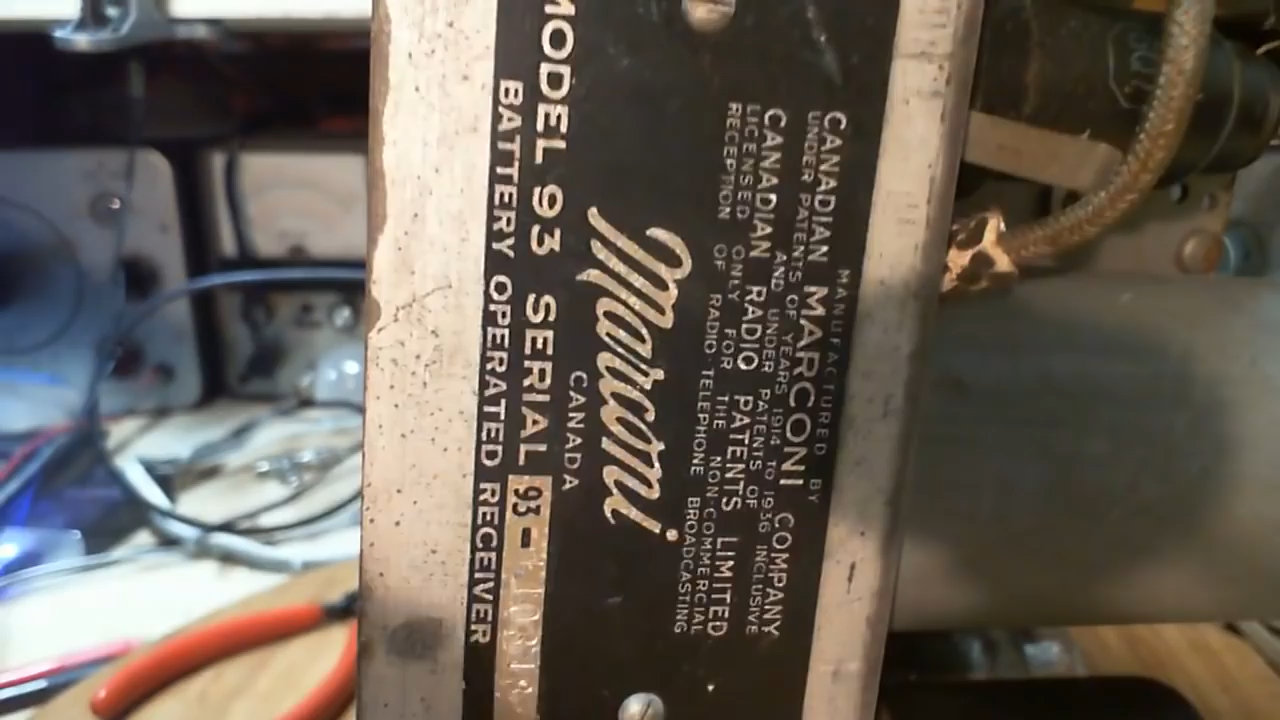 MANUFACTURED BY
CANADIAN MARCONI COMPANY
UNDER PATENTS OF YEARS 1914 TO 1936 INCLUSIVE
AND UNDER PATENTS OF
CANADIAN RADIO PATENTS LIMITED
LICENSED ONLY FOR THE NON-COMMERCIAL
RECEPTION OF RADIO TELEPHONE BROADCASTING
Marconi
CANADA
MODEL 93 SERIAL 93 -
BATTERY OPERATED RECEIVER